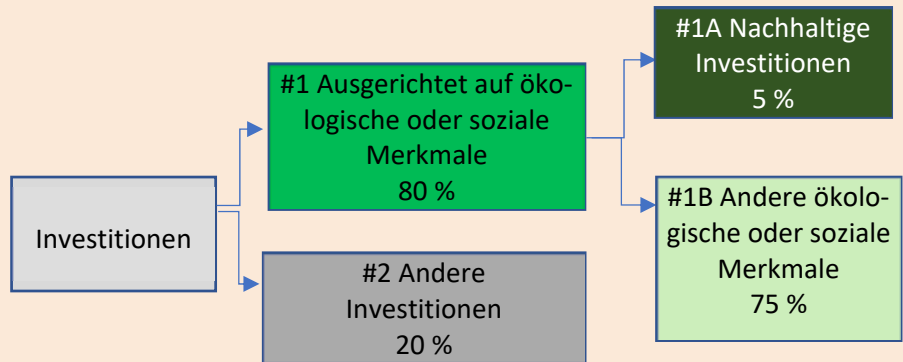 Investitionen
#1 Ausgerichtet auf öko-
logische oder soziale
Merkmale
80 %
#2 Andere
Investitionen
20 %
#1A Nachhaltige
Investitionen
5 %
#1B Andere ökolo-
gische oder soziale
Merkmale
75 %